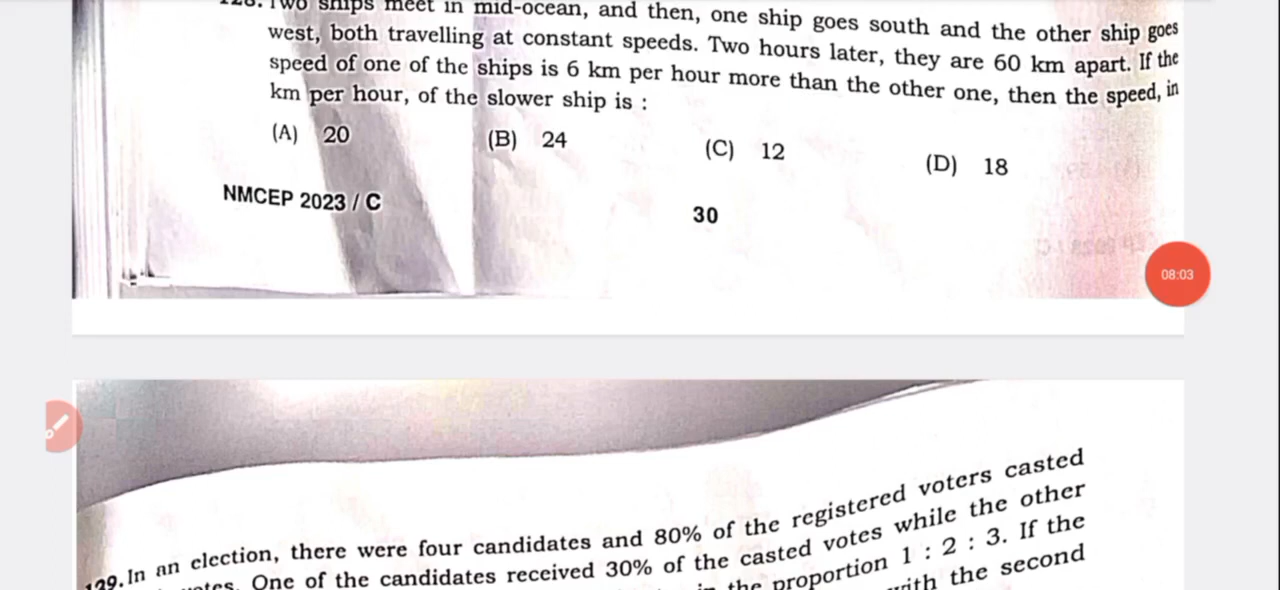 Two ships meet in mid-ocean, and then, one ship goes south and the other ship goes
west, both travelling at constant speeds. Two hours later, they are 60 km apart. If the
speed of one of the ships is 6 km per hour more than the other one, then the speed, in
km per hour, of the slower ship is :
(A) 20 (B) 24 (C) 12 (D) 18
NMCEP 2023 / C
30
08:03
129. In an election, there were four candidates and 80% of the registered voters casted
One of the candidates received 30% of the casted votes while the other
in the proportion 1 : 2 : 3. If the
with the second